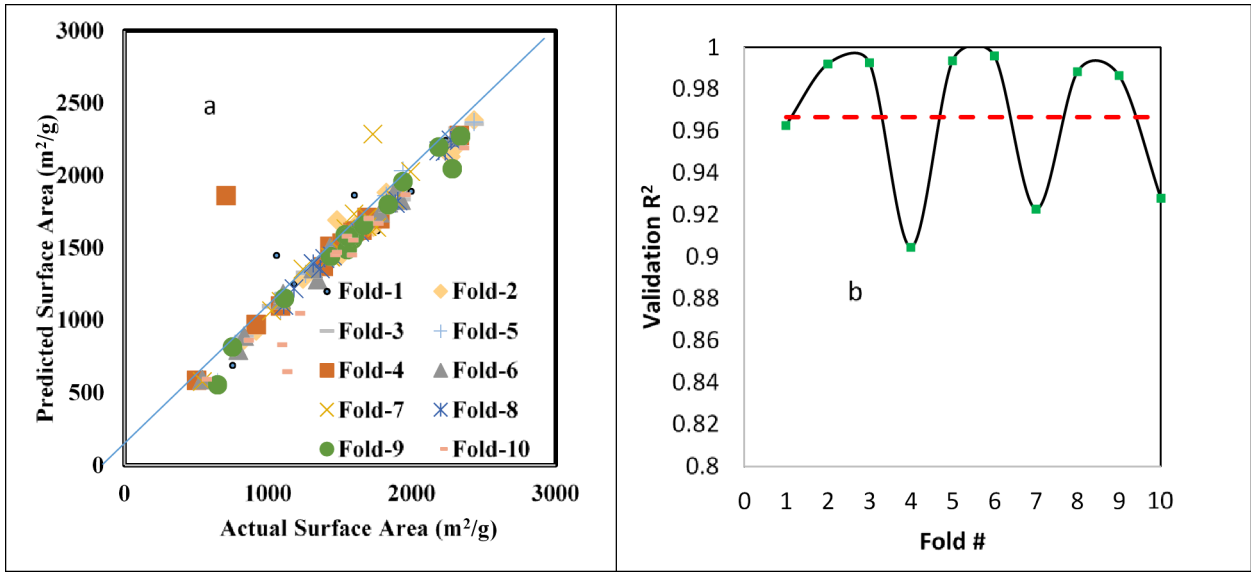 3000
2500
2000
1500
1000
500
0
Predicted Surface Area (m²/g)
a
Fold-1 Fold-2
Fold-3 Fold-5
Fold-4 Fold-6
Fold-7 Fold-8
Fold-9 Fold-10
0 1000 2000 3000
Actual Surface Area (m²/g)
1
0.98
0.96
0.94
0.92
0.9
0.88
0.86
0.84
0.82
0.8
Validation R²
b
0 1 2 3 4 5 6 7 8 9 10
Fold #